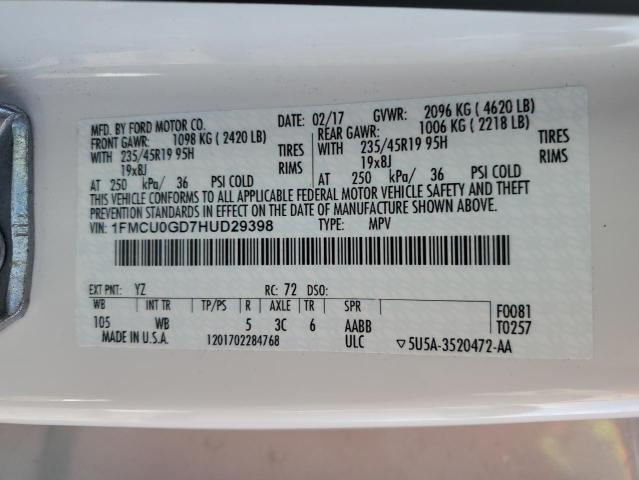 MFD. BY FORD MOTOR CO. DATE: 02/17 GVWR: 2096 KG ( 4620 LB)
FRONT GAWR: 1098 KG ( 2420 LB) REAR GAWR: 1006 KG ( 2218 LB)
WITH 235/45R19 95H TIRES WITH 235/45R19 95H TIRES
19x8J RIMS 19x8J RIMS
AT 250 kPa/ 36 PSI COLD AT 250 kPa/ 36 PSI COLD
THIS VEHICLE CONFORMS TO ALL APPLICABLE FEDERAL MOTOR VEHICLE SAFETY AND THEFT
PREVENTION STANDARDS IN EFFECT ON THE DATE OF MANUFACTURE SHOWN ABOVE.
VIN: 1FMCU0GD7HUD29398 TYPE: MPV
EXT PNT: YZ RC: 72 DSO:
WB INT TR TP/PS R AXLE TR SPR F0081
105 WB 5 3C 6 AABB T0257
MADE IN U.S.A. 1201702284768 ULC ▽5U5A-3520472-AA